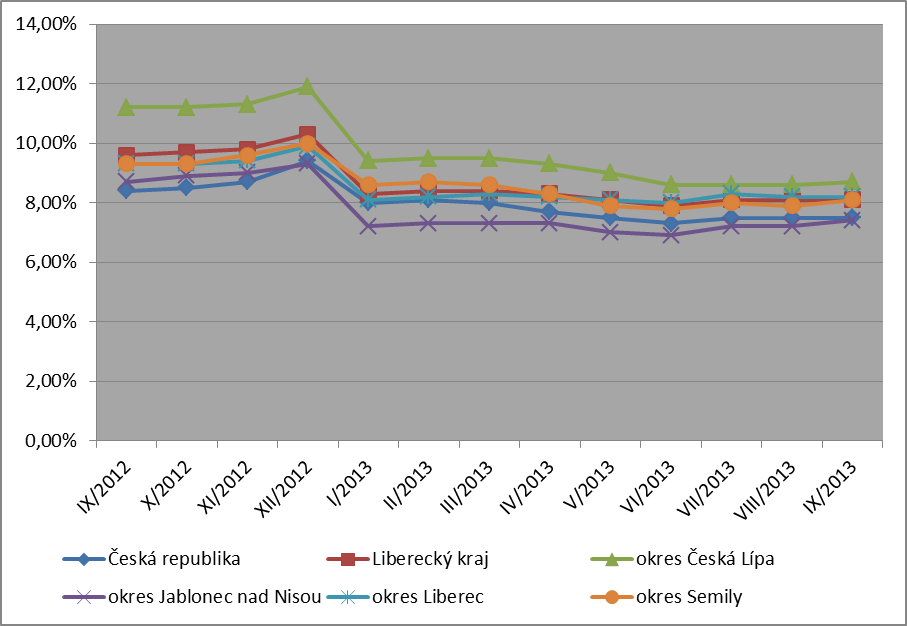 14,00%
12,00%
10,00%
8,00%
6,00%
4,00%
2,00%
0,00%
IX/2012
X/2012
XI/2012
XII/2012
I/2013
II/2013
III/2013
IV/2013
V/2013
VI/2013
VII/2013
VIII/2013
IX/2013
Česká republika Liberecký kraj okres Česká Lípa
okres Jablonec nad Nisou okres Liberec okres Semily